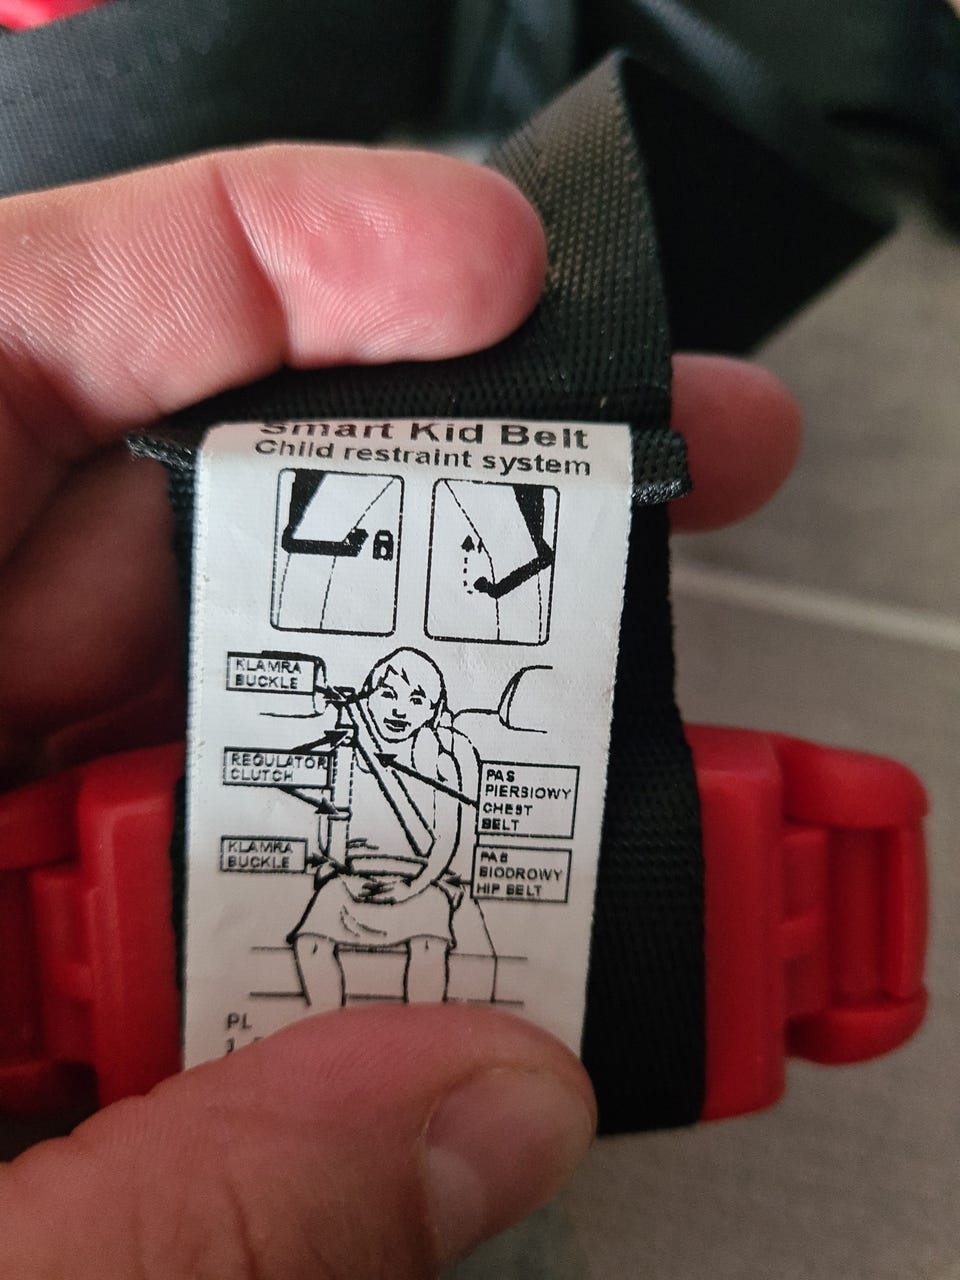 Smart Kid Belt
Child restraint system
KLAMRA
BUCKLE
REGULATOR
CLUTCH
PAS
PIERSIOWY
CHEST
BELT
KLAMRA
BUCKLE
PAS
BIODROWY
HIP BELT
PL